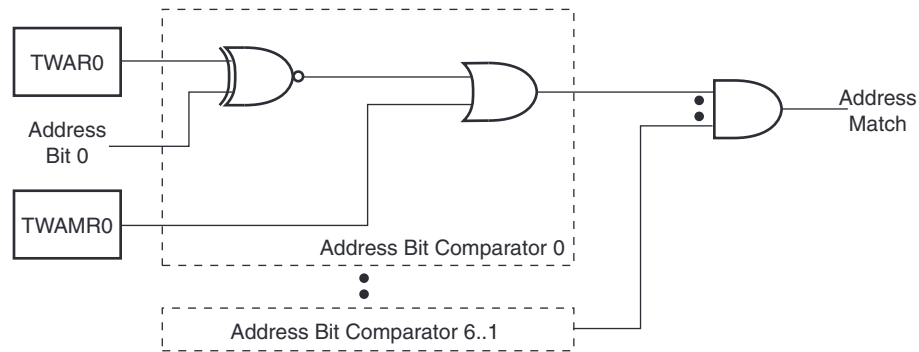 TWAR0
Address
Bit 0
TWAMR0
Address Bit Comparator 0
Address Bit Comparator 6..1
Address
Match